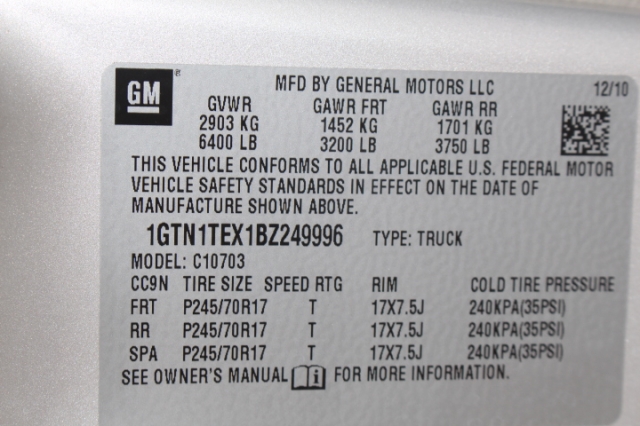 GM ® MFD BY GENERAL MOTORS LLC 12/10
GVWR GAWR FRT GAWR RR
2903 KG 1452 KG 1701 KG
6400 LB 3200 LB 3750 LB
THIS VEHICLE CONFORMS TO ALL APPLICABLE U.S. FEDERAL MOTOR
VEHICLE SAFETY STANDARDS IN EFFECT ON THE DATE OF
MANUFACTURE SHOWN ABOVE.
1GTN1TEX1BZ249996 TYPE: TRUCK
MODEL: C10703
CC9N TIRE SIZE SPEED RTG RIM COLD TIRE PRESSURE
FRT P245/70R17 T 17X7.5J 240KPA(35PSI)
RR P245/70R17 T 17X7.5J 240KPA(35PSI)
SPA P245/70R17 T 17X7.5J 240KPA(35PSI)
SEE OWNER'S MANUAL i FOR MORE INFORMATION.